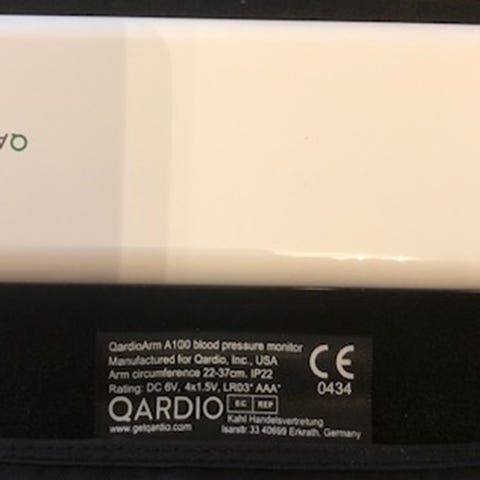 QA
QardioArm A100 blood pressure monitor
Manufactured for Qardio, Inc., USA
Arm circumference 22-37cm. IP22
Rating: DC 6V, 4x1.5V, LR03" AAA"
CE
0434
QARDIO
EC REP
www.getqardio.com
Kahl Handelsvertretung
Isarstr.33 40699 Erkrath, Germany